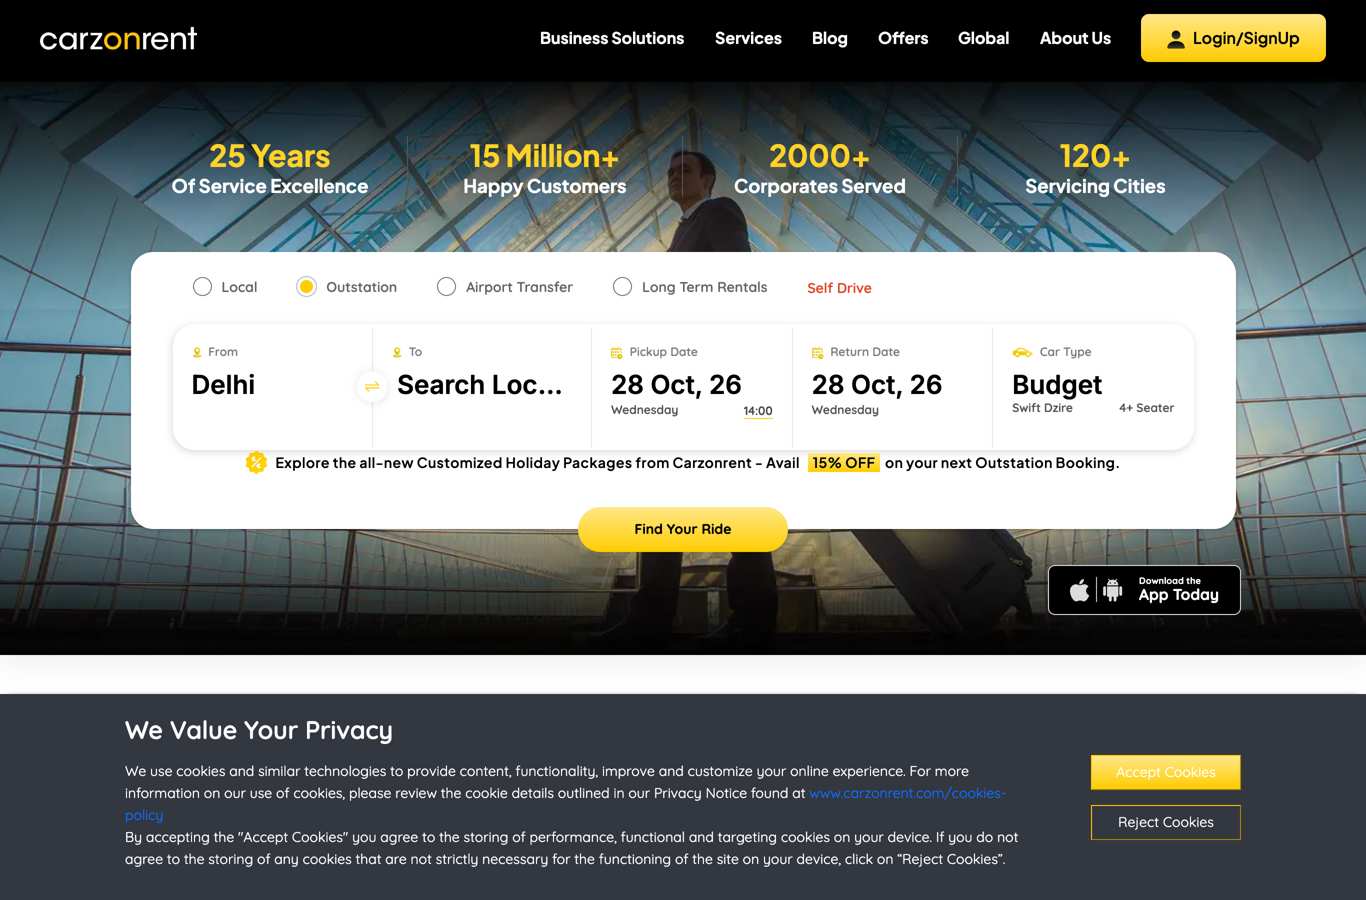 carzonrent
Business Solutions
Services
Blog
Offers
Global
About Us
Login/SignUp
25 Years
Of Service Excellence
15 Million+
Happy Customers
2000+
Corporates Served
120+
Servicing Cities
Local
Outstation
Airport Transfer
Long Term Rentals
Self Drive
From
Delhi
To
Search Loc...
Pickup Date
28 Oct, 26
Wednesday
14:00
Return Date
28 Oct, 26
Wednesday
Car Type
Budget
Swift Dzire
4+ Seater
Explore the all-new Customized Holiday Packages from Carzonrent - Avail 15% OFF on your next Outstation Booking.
Find Your Ride
Download the
App Today
We Value Your Privacy
We use cookies and similar technologies to provide content, functionality, improve and customize your online experience. For more
information on our use of cookies, please review the cookie details outlined in our Privacy Notice found at www.carzonrent.com/cookies-
policy
By accepting the "Accept Cookies" you agree to the storing of performance, functional and targeting cookies on your device. If you do not
agree to the storing of any cookies that are not strictly necessary for the functioning of the site on your device, click on “Reject Cookies”.
Accept Cookies
Reject Cookies